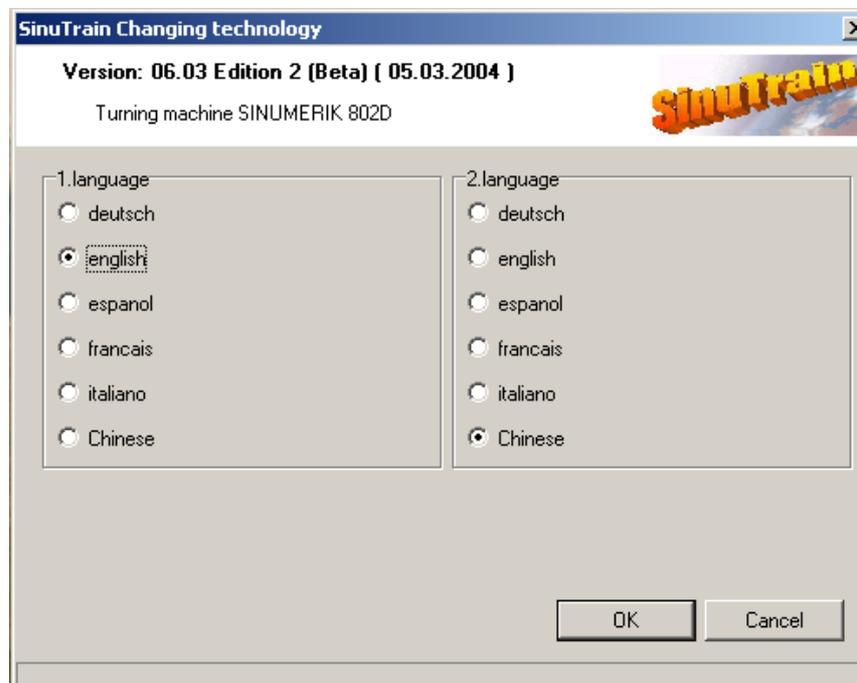 SinuTrain Changing technology
Version: 06.03 Edition 2 (Beta) ( 05.03.2004 )
Turning machine SINUMERIK 802D
SinuTrain
1.language
deutsch
english
espanol
francais
italiano
Chinese
2.language
deutsch
english
espanol
francais
italiano
Chinese
OK
Cancel